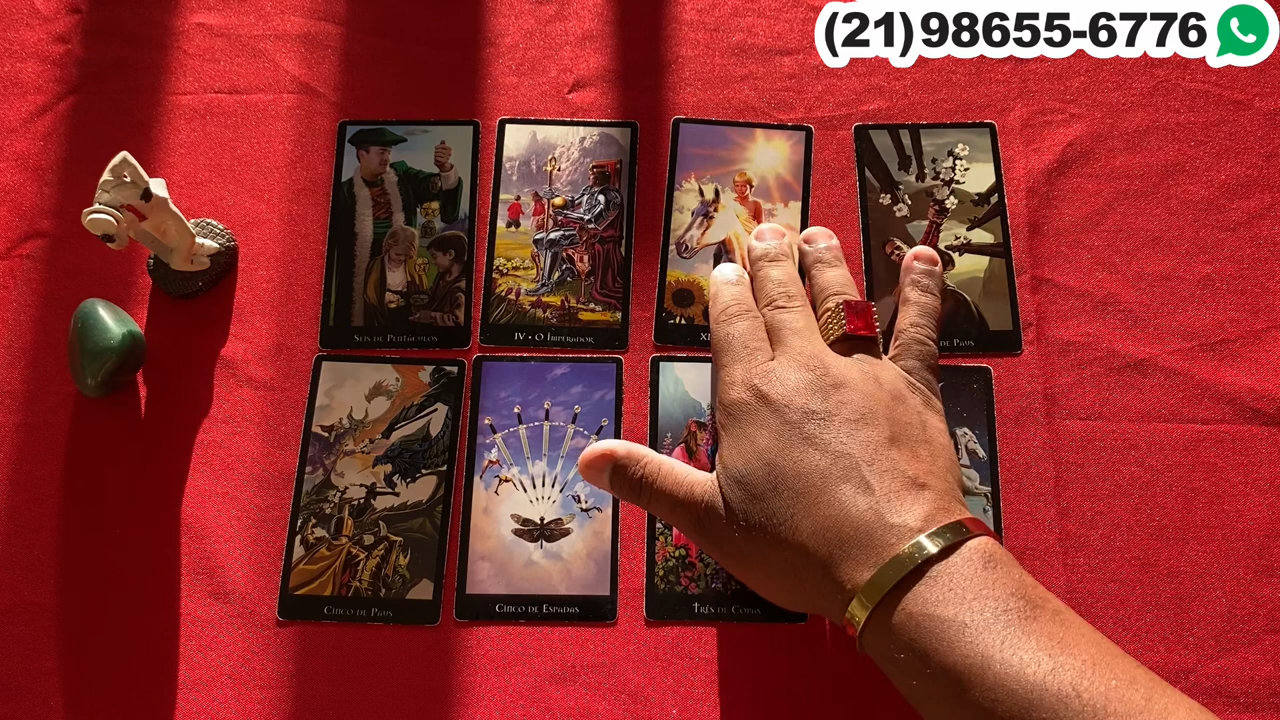 (21)98655-6776
SEIS DE PENTÁCULOS
IV • O IMPERADOR
XI
DE PAUS
CINCO DE PAUS
CINCO DE ESPADAS
TRÊS DE COPAS